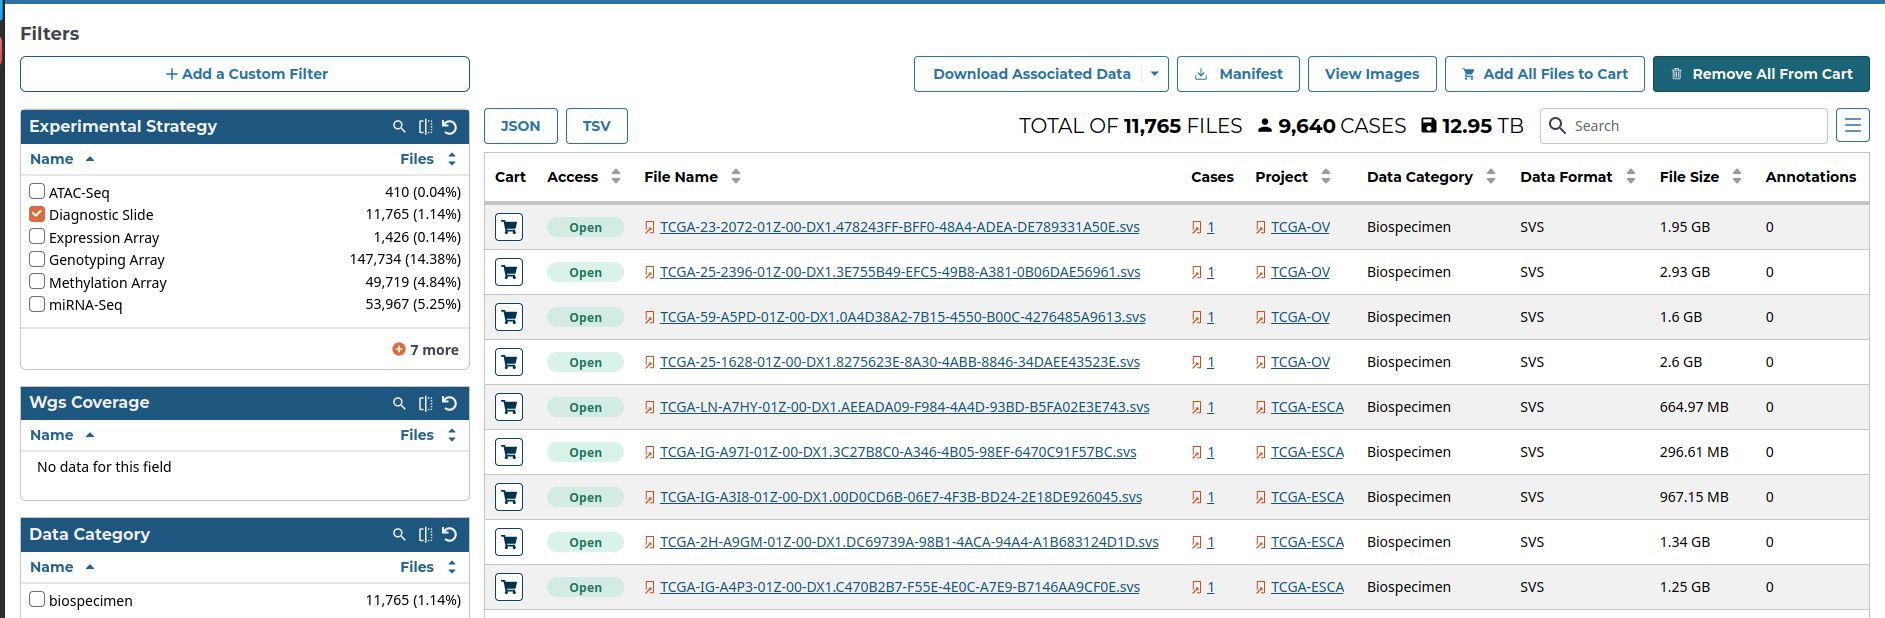 Filters
Add a Custom Filter
Download Associated Data
Manifest
View Images
Add All Files to Cart
Remove All From Cart
Experimental Strategy
Name Files
ATAC-Seq 410 (0.04%)
Diagnostic Slide 11,765 (1.14%)
Expression Array 1,426 (0.14%)
Genotyping Array 147,734 (14.38%)
Methylation Array 49,719 (4.84%)
miRNA-Seq 53,967 (5.25%)
7 more
Wgs Coverage
Name Files
No data for this field
Data Category
Name Files
biospecimen 11,765 (1.14%)
JSON TSV TOTAL OF 11,765 FILES 9,640 CASES 12.95 TB Search
Cart Access File Name Cases Project Data Category Data Format File Size Annotations
Open TCGA-23-2072-01Z-00-DX1.478243FF-BFF0-48A4-ADEA-DE789331A50E.svs 1 TCGA-OV Biospecimen SVS 1.95 GB 0
Open TCGA-25-2396-01Z-00-DX1.3E755B49-EFC5-49B8-A381-0B06DAE56961.svs 1 TCGA-OV Biospecimen SVS 2.93 GB 0
Open TCGA-59-A5PD-01Z-00-DX1.0A4D38A2-7B15-4550-B00C-4276485A9613.svs 1 TCGA-OV Biospecimen SVS 1.6 GB 0
Open TCGA-25-1628-01Z-00-DX1.8275623E-8A30-4ABB-8846-34DAEE43523E.svs 1 TCGA-OV Biospecimen SVS 2.6 GB 0
Open TCGA-LN-A7HY-01Z-00-DX1.AEEADA09-F984-4A4D-93BD-B5FA02E3E743.svs 1 TCGA-ESCA Biospecimen SVS 664.97 MB 0
Open TCGA-IG-A97I-01Z-00-DX1.3C27B8C0-A346-4B05-98EF-6470C91F57BC.svs 1 TCGA-ESCA Biospecimen SVS 296.61 MB 0
Open TCGA-IG-A3I8-01Z-00-DX1.00D0CD6B-06E7-4F3B-BD24-2E18DE926045.svs 1 TCGA-ESCA Biospecimen SVS 967.15 MB 0
Open TCGA-2H-A9GM-01Z-00-DX1.DC69739A-98B1-4ACA-94A4-A1B683124D1D.svs 1 TCGA-ESCA Biospecimen SVS 1.34 GB 0
Open TCGA-IG-A4P3-01Z-00-DX1.C470B2B7-F55E-4E0C-A7E9-B7146AA9CF0E.svs 1 TCGA-ESCA Biospecimen SVS 1.25 GB 0